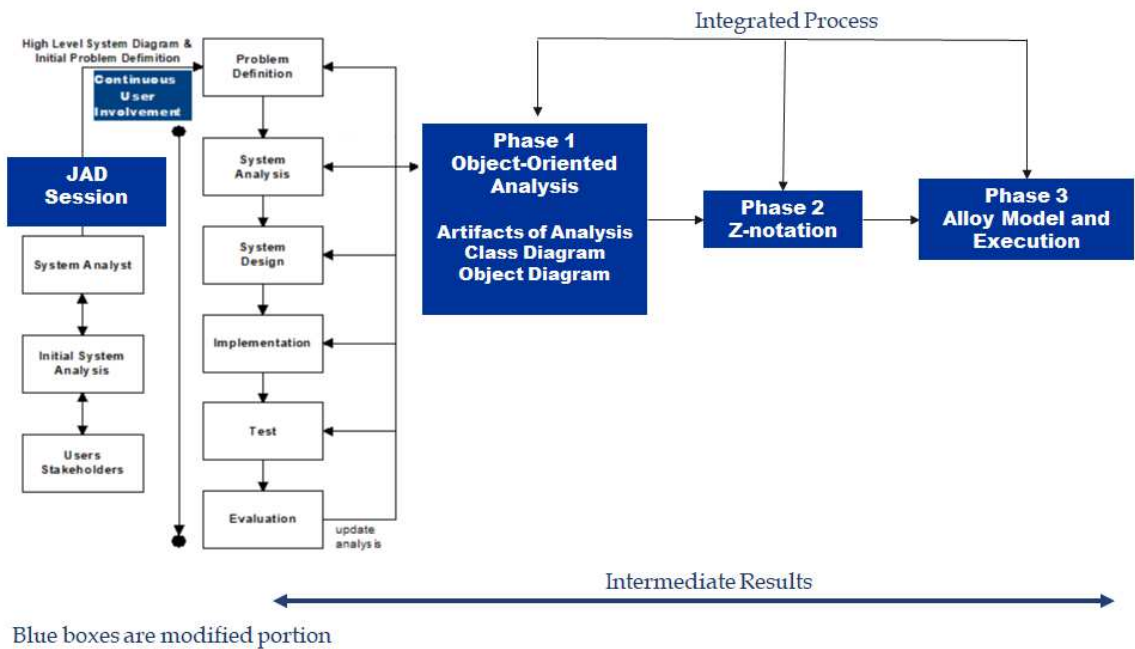 Integrated Process
High Level System Diagram &
Initial Problem Defimition
Continuous
User
Involvement
Problem
Definition
JAD
Session
System
Analysis
Phase 1
Object-Oriented
Analysis
Artifacts of Analysis
Class Diagram
Object Diagram
Phase 2
Z-notation
Phase 3
Alloy Model and
Execution
System Analyst
System
Design
Initial System
Analysis
Implementation
Users
Stakeholders
Test
Evaluation
update
analysis
Intermediate Results
Blue boxes are modified portion